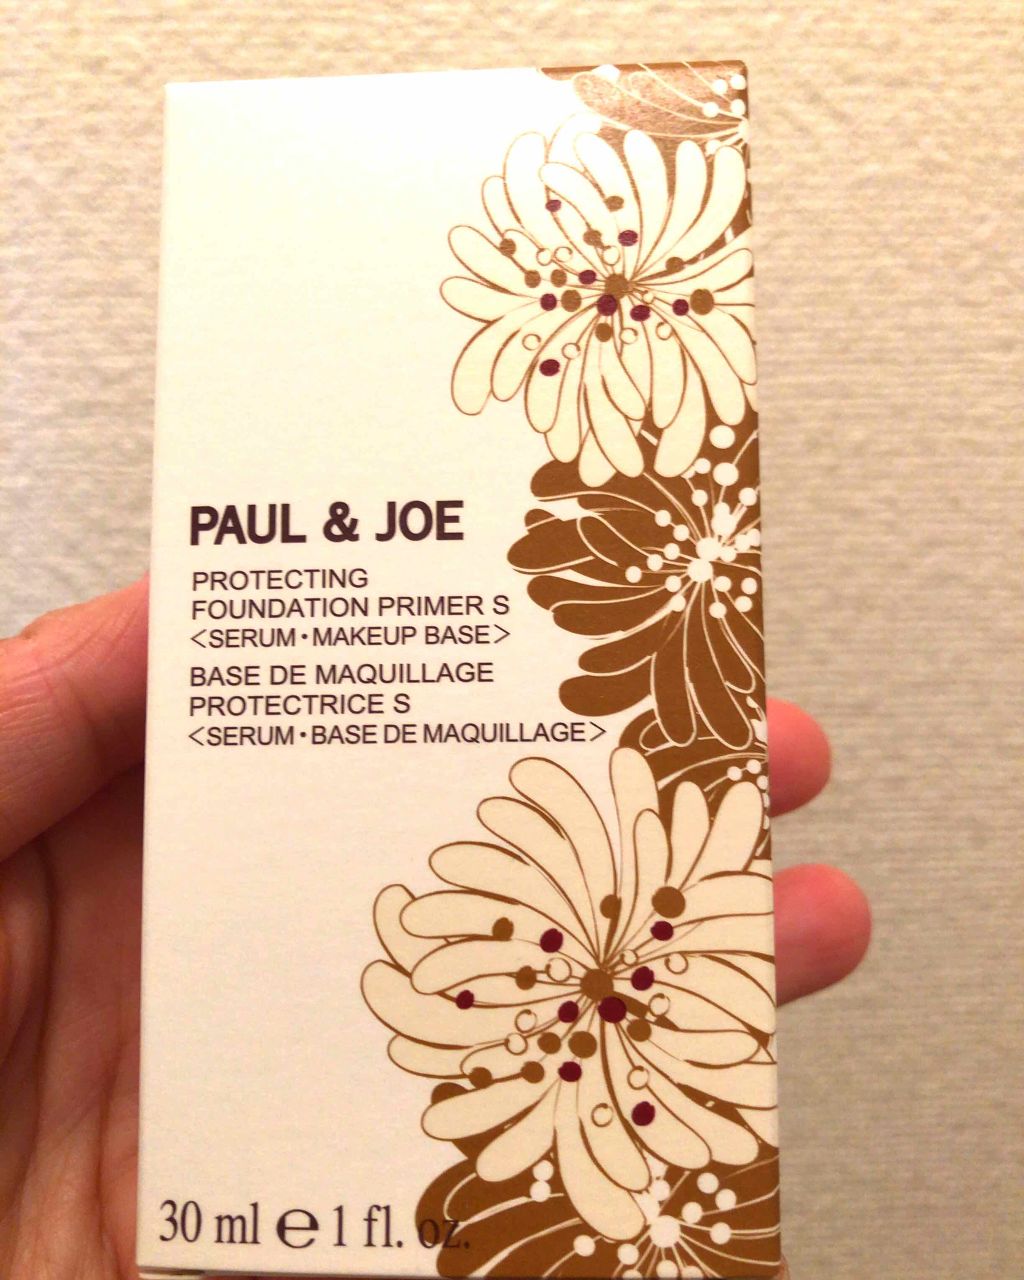 PAUL & JOE
PROTECTING
FOUNDATION PRIMER S
<SERUM・MAKEUP BASE>
BASE DE MAQUILLAGE
PROTECTRICE S
<SERUM・BASE DE MAQUILLAGE>
30 ml ℮ 1 fl. oz.